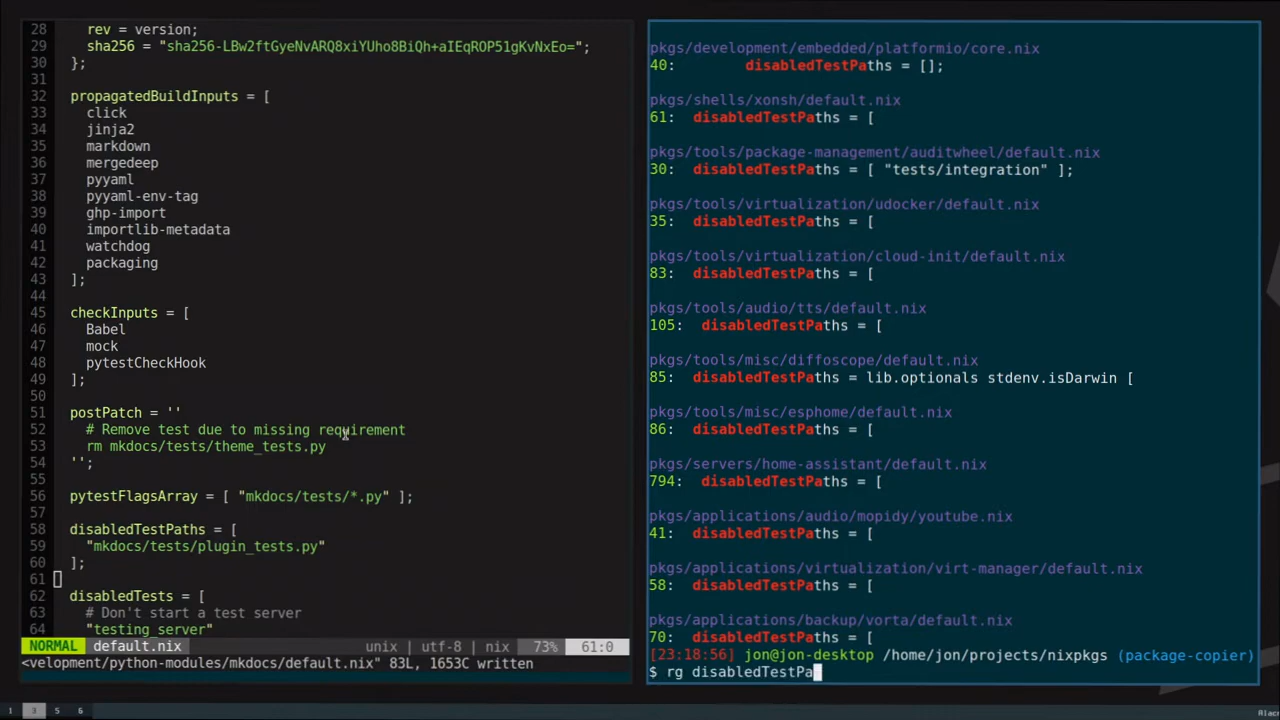 28 rev = version;
29 sha256 = "sha256-LBw2ftGyeNvARQ8xiYUho8BiQh+aIEqROP51gKvNxEo=";
30 };
31
32 propagatedBuildInputs = [
33 click
34 jinja2
35 markdown
36 mergedeep
37 pyyaml
38 pyyaml-env-tag
39 ghp-import
40 importlib-metadata
41 watchdog
42 packaging
43 ];
44
45 checkInputs = [
46 Babel
47 mock
48 pytestCheckHook
49 ];
50
51 postPatch = ''
52 # Remove test due to missing requirement
53 rm mkdocs/tests/theme_tests.py
54 '';
55
56 pytestFlagsArray = [ "mkdocs/tests/*.py" ];
57
58 disabledTestPaths = [
59 "mkdocs/tests/plugin_tests.py"
60 ];
61
62 disabledTests = [
63 # Don't start a test server
64 "testing_server"
NORMAL default.nix unix | utf-8 | nix 73% 61:0
<velopment/python-modules/mkdocs/default.nix" 83L, 1653C written
pkgs/development/embedded/platformio/core.nix
40: disabledTestPaths = [];
pkgs/shells/xonsh/default.nix
61: disabledTestPaths = [
pkgs/tools/package-management/auditwheel/default.nix
30: disabledTestPaths = [ "tests/integration" ];
pkgs/tools/virtualization/udocker/default.nix
35: disabledTestPaths = [
pkgs/tools/virtualization/cloud-init/default.nix
83: disabledTestPaths = [
pkgs/tools/audio/tts/default.nix
105: disabledTestPaths = [
pkgs/tools/misc/diffoscope/default.nix
85: disabledTestPaths = lib.optionals stdenv.isDarwin [
pkgs/tools/misc/esphome/default.nix
86: disabledTestPaths = [
pkgs/servers/home-assistant/default.nix
794: disabledTestPaths = [
pkgs/applications/audio/mopidy/youtube.nix
41: disabledTestPaths = [
pkgs/applications/virtualization/virt-manager/default.nix
58: disabledTestPaths = [
pkgs/applications/backup/vorta/default.nix
70: disabledTestPaths = [
[23:18:56] jon@jon-desktop /home/jon/projects/nixpkgs (package-copier)
$ rg disabledTestPa
1 3 5 6